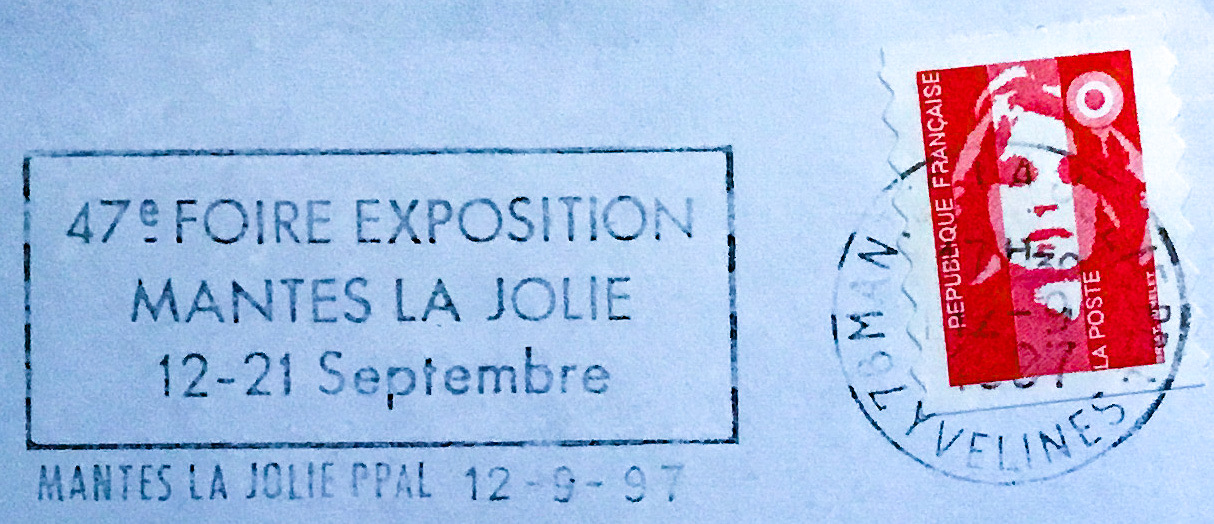 47e FOIRE EXPOSITION
MANTES LA JOLIE
12-21 Septembre
MANTES LA JOLIE PPAL 12-9-97
REPUBLIQUE FRANÇAISE
LA POSTE
78 MAN
YVELINES